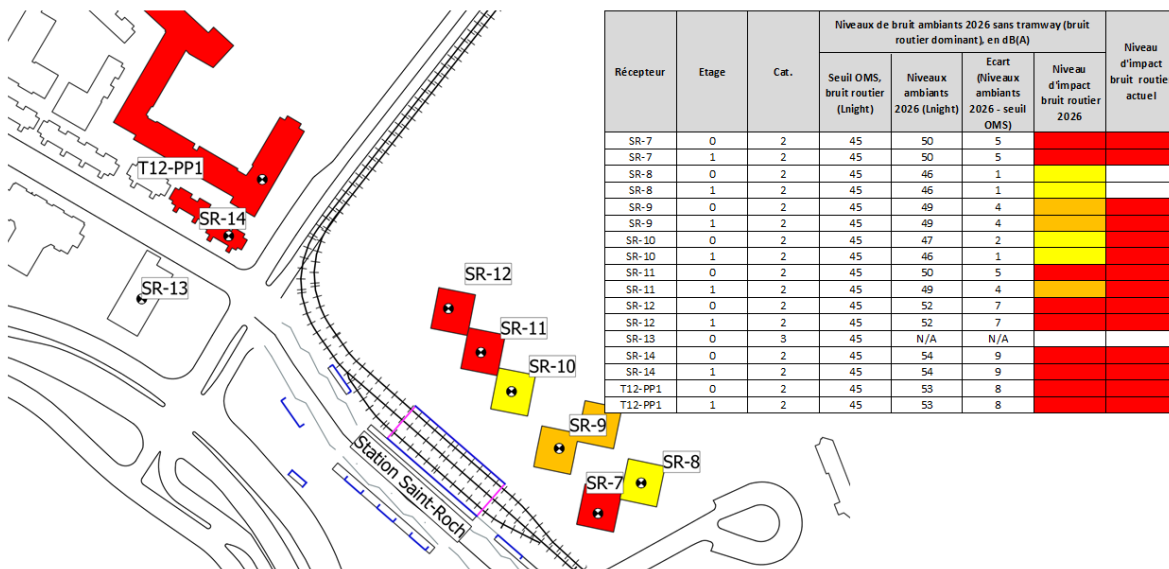 Niveaux de bruit ambiants 2026 sans tramway (bruit
routier dominant), en dB(A)
Niveau
d'impact
bruit routie
actuel
Récepteur
Etage
Cat.
Seuil OMS,
bruit routier
(Lnight)
Niveaux
ambiants
2026 (Lnight)
Ecart
(Niveaux
ambiants
2026 - seuil
OMS)
Niveau
d'impact
bruit routier
2026
SR-7 0 2 45 50 5
SR-7 1 2 45 50 5
SR-8 0 2 45 46 1
SR-8 1 2 45 46 1
SR-9 0 2 45 49 4
SR-9 1 2 45 49 4
SR-10 0 2 45 47 2
SR-10 1 2 45 46 1
SR-11 0 2 45 50 5
SR-11 1 2 45 49 4
SR-12 0 2 45 52 7
SR-12 1 2 45 52 7
SR-13 0 3 45 N/A N/A
SR-14 0 2 45 54 9
SR-14 1 2 45 54 9
T12-PP1 0 2 45 53 8
T12-PP1 1 2 45 53 8
T12-PP1
SR-14
SR-13
SR-12
SR-11
SR-10
SR-9
SR-8
SR-7
Station Saint-Roch